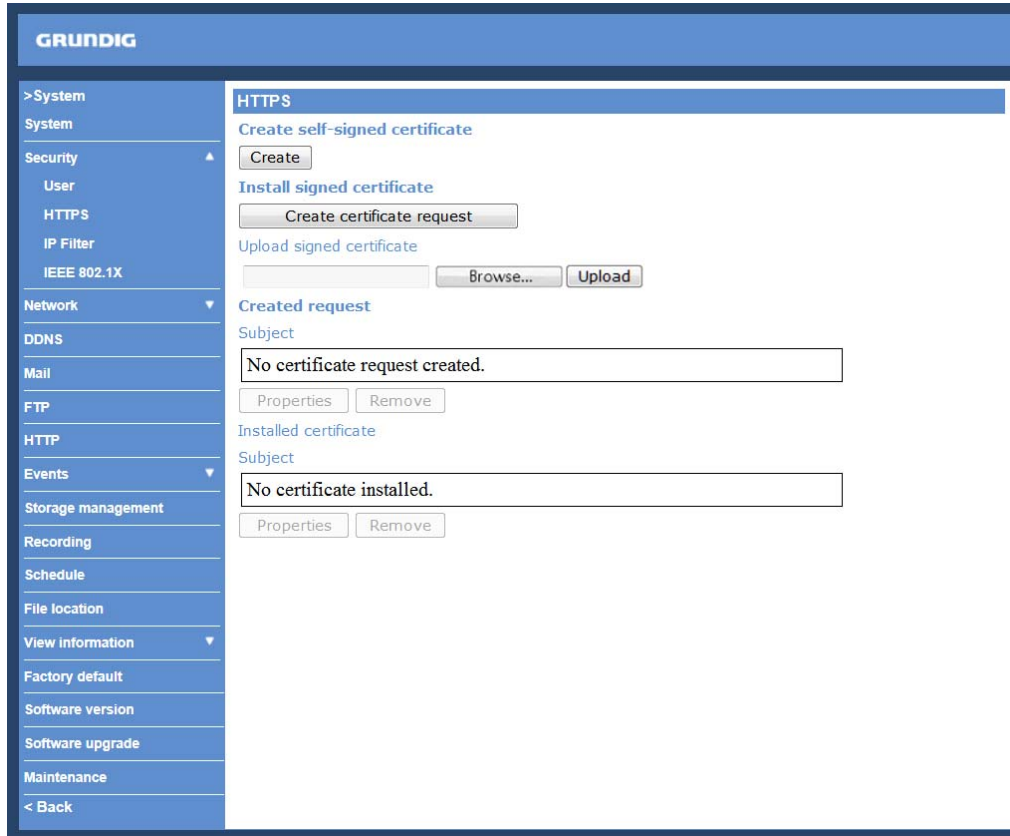 GRUNDIG
>System
System
Security
User
HTTPS
IP Filter
IEEE 802.1X
Network
DDNS
Mail
FTP
HTTP
Events
Storage management
Recording
Schedule
File location
View information
Factory default
Software version
Software upgrade
Maintenance
< Back
HTTPS
Create self-signed certificate
Create
Install signed certificate
Create certificate request
Upload signed certificate
Browse... Upload
Created request
Subject
No certificate request created.
Properties Remove
Installed certificate
Subject
No certificate installed.
Properties Remove